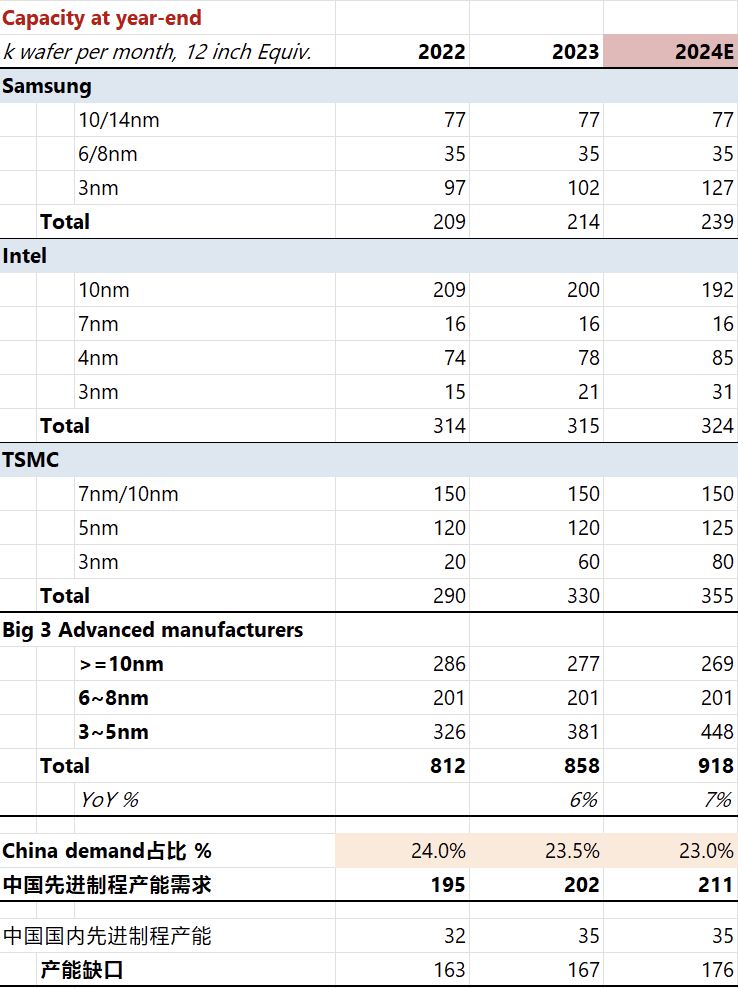 Capacity at year-end
k wafer per month, 12 inch Equiv. 2022 2023 2024E
Samsung
10/14nm 77 77 77
6/8nm 35 35 35
3nm 97 102 127
Total 209 214 239
Intel
10nm 209 200 192
7nm 16 16 16
4nm 74 78 85
3nm 15 21 31
Total 314 315 324
TSMC
7nm/10nm 150 150 150
5nm 120 120 125
3nm 20 60 80
Total 290 330 355
Big 3 Advanced manufacturers
>=10nm 286 277 269
6~8nm 201 201 201
3~5nm 326 381 448
Total 812 858 918
YoY % 6% 7%
China demand占比 % 24.0% 23.5% 23.0%
中国先进制程产能需求 195 202 211
中国国内先进制程产能 32 35 35
产能缺口 163 167 176